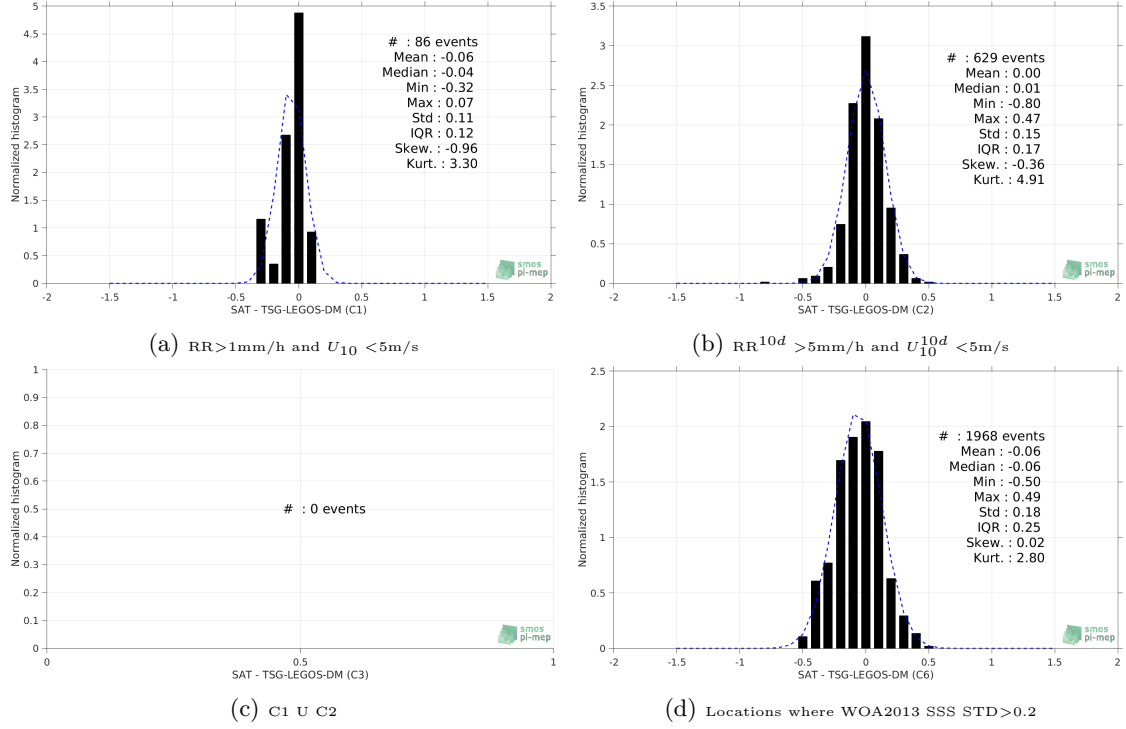 5
4.5
4
3.5
3
2.5
2
1.5
1
0.5
0
-2 -1.5 -1 -0.5 0 0.5 1 1.5 2
Normalized histogram
SAT - TSG-LEGOS-DM (C1)
# : 86 events
Mean : -0.06
Median : -0.04
Min : -0.32
Max : 0.07
Std : 0.11
IQR : 0.12
Skew. : -0.96
Kurt. : 3.30
smos
pi-mep
(a) RR>1mm/h and U10 <5m/s
3.5
3
2.5
2
1.5
1
0.5
0
-2 -1.5 -1 -0.5 0 0.5 1 1.5 2
Normalized histogram
SAT - TSG-LEGOS-DM (C2)
# : 629 events
Mean : 0.00
Median : 0.01
Min : -0.80
Max : 0.47
Std : 0.15
IQR : 0.17
Skew. : -0.36
Kurt. : 4.91
smos
pi-mep
(b) RR^10d >5mm/h and U10^10d <5m/s
1
0.9
0.8
0.7
0.6
0.5
0.4
0.3
0.2
0.1
0
0 0.5 1
Normalized histogram
SAT - TSG-LEGOS-DM (C3)
# : 0 events
smos
pi-mep
(c) C1 U C2
2.5
2
1.5
1
0.5
0
-2 -1.5 -1 -0.5 0 0.5 1 1.5 2
Normalized histogram
SAT - TSG-LEGOS-DM (C6)
# : 1968 events
Mean : -0.06
Median : -0.06
Min : -0.50
Max : 0.49
Std : 0.18
IQR : 0.25
Skew. : 0.02
Kurt. : 2.80
smos
pi-mep
(d) Locations where WOA2013 SSS STD>0.2